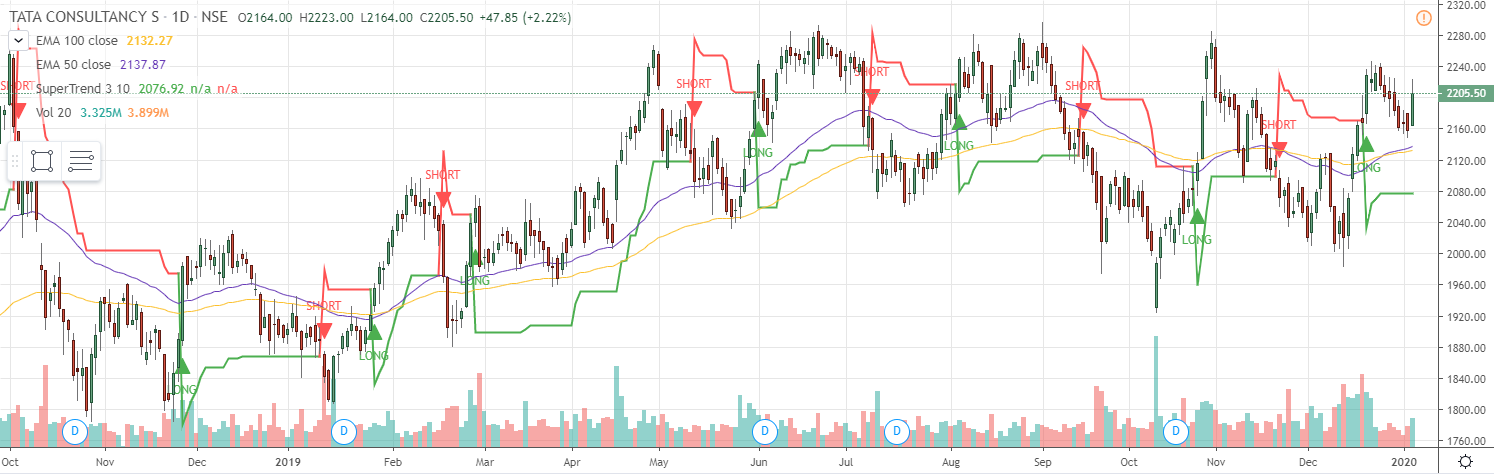 TATA CONSULTANCY S · 1D · NSE O2164.00 H2223.00 L2164.00 C2205.50 +47.85 (+2.22%)
EMA 100 close 2132.27
EMA 50 close 2137.87
SuperTrend 3 10 2076.92 n/a n/a
Vol 20 3.325M 3.899M
SHORT
LONG
SHORT
LONG
SHORT
LONG
SHORT
LONG
SHORT
LONG
SHORT
LONG
SHORT
LONG
D
D
D
D
D
2320.00
2280.00
2240.00
2205.50
2160.00
2120.00
2080.00
2040.00
2000.00
1960.00
1920.00
1880.00
1840.00
1800.00
1760.00
Oct Nov Dec 2019 Feb Mar Apr May Jun Jul Aug Sep Oct Nov Dec 2020